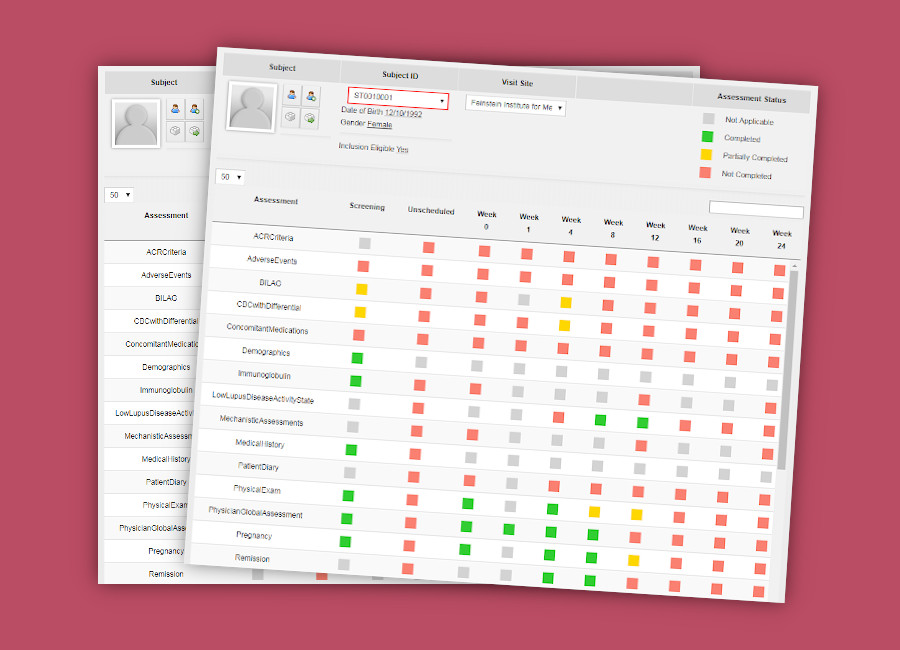 Subject
Subject
Subject ID
Visit Site
Assessment Status
ST0010001
Feinstein Institute for Me
Date of Birth 12/10/1992
Gender Female
Inclusion Eligible Yes
Not Applicable
Completed
Partially Completed
Not Completed
50
50
Assessment
Screening
Unscheduled
Week 0
Week 1
Week 4
Week 8
Week 12
Week 16
Week 20
Week 24
ACRCriteria
AdverseEvents
BILAG
CBCwithDifferential
ConcomitantMedications
Demographics
Immunoglobulin
LowLupusDiseaseActivityState
MechanisticAssessments
MedicalHistory
PatientDiary
PhysicalExam
PhysicianGlobalAssessment
Pregnancy
Remission
Assessment
ACRCriteria
AdverseEvents
BILAG
CBCwithDifferential
ConcomitantMedicatio
Demographics
Immunoglobulin
LowLupusDiseaseActivi
MechanisticAssessm
MedicalHistory
PatientDiary
PhysicalExam
PhysicianGlobalAsse
Pregnancy
Remission